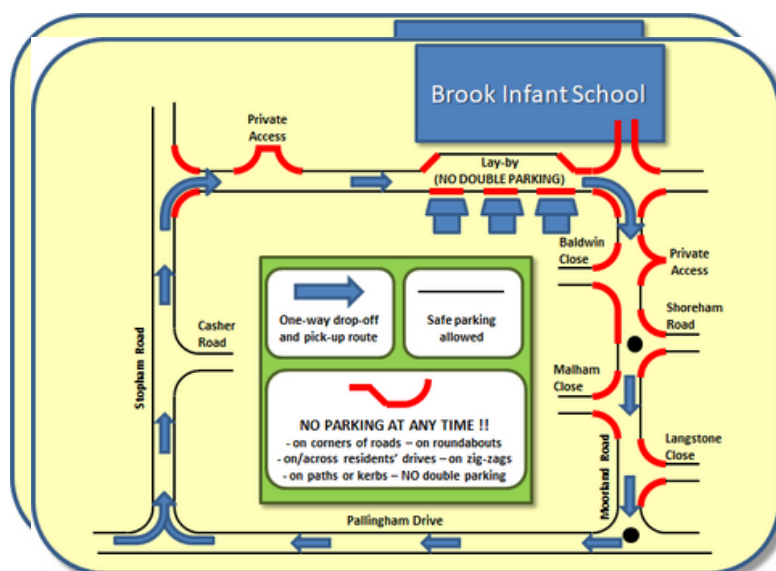 Brook Infant School
Private
Access
Lay-by
(NO DOUBLE PARKING)
Baldwin
Close
Private
Access
One-way drop-off
and pick-up route
Safe parking
allowed
Shoreham
Road
Casher
Road
Stopham Road
Malham
Close
NO PARKING AT ANY TIME !!
- on corners of roads – on roundabouts
- on/across residents' drives – on zig-zags
- on paths or kerbs – NO double parking
Langstone
Close
Moorland Road
Pallingham Drive